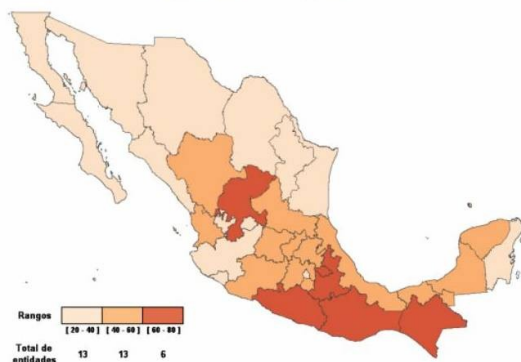 Rangos
[ 20 - 40 ] [ 40 - 60 ] [ 60 - 80 ]
Total de 13 13 6
entidades